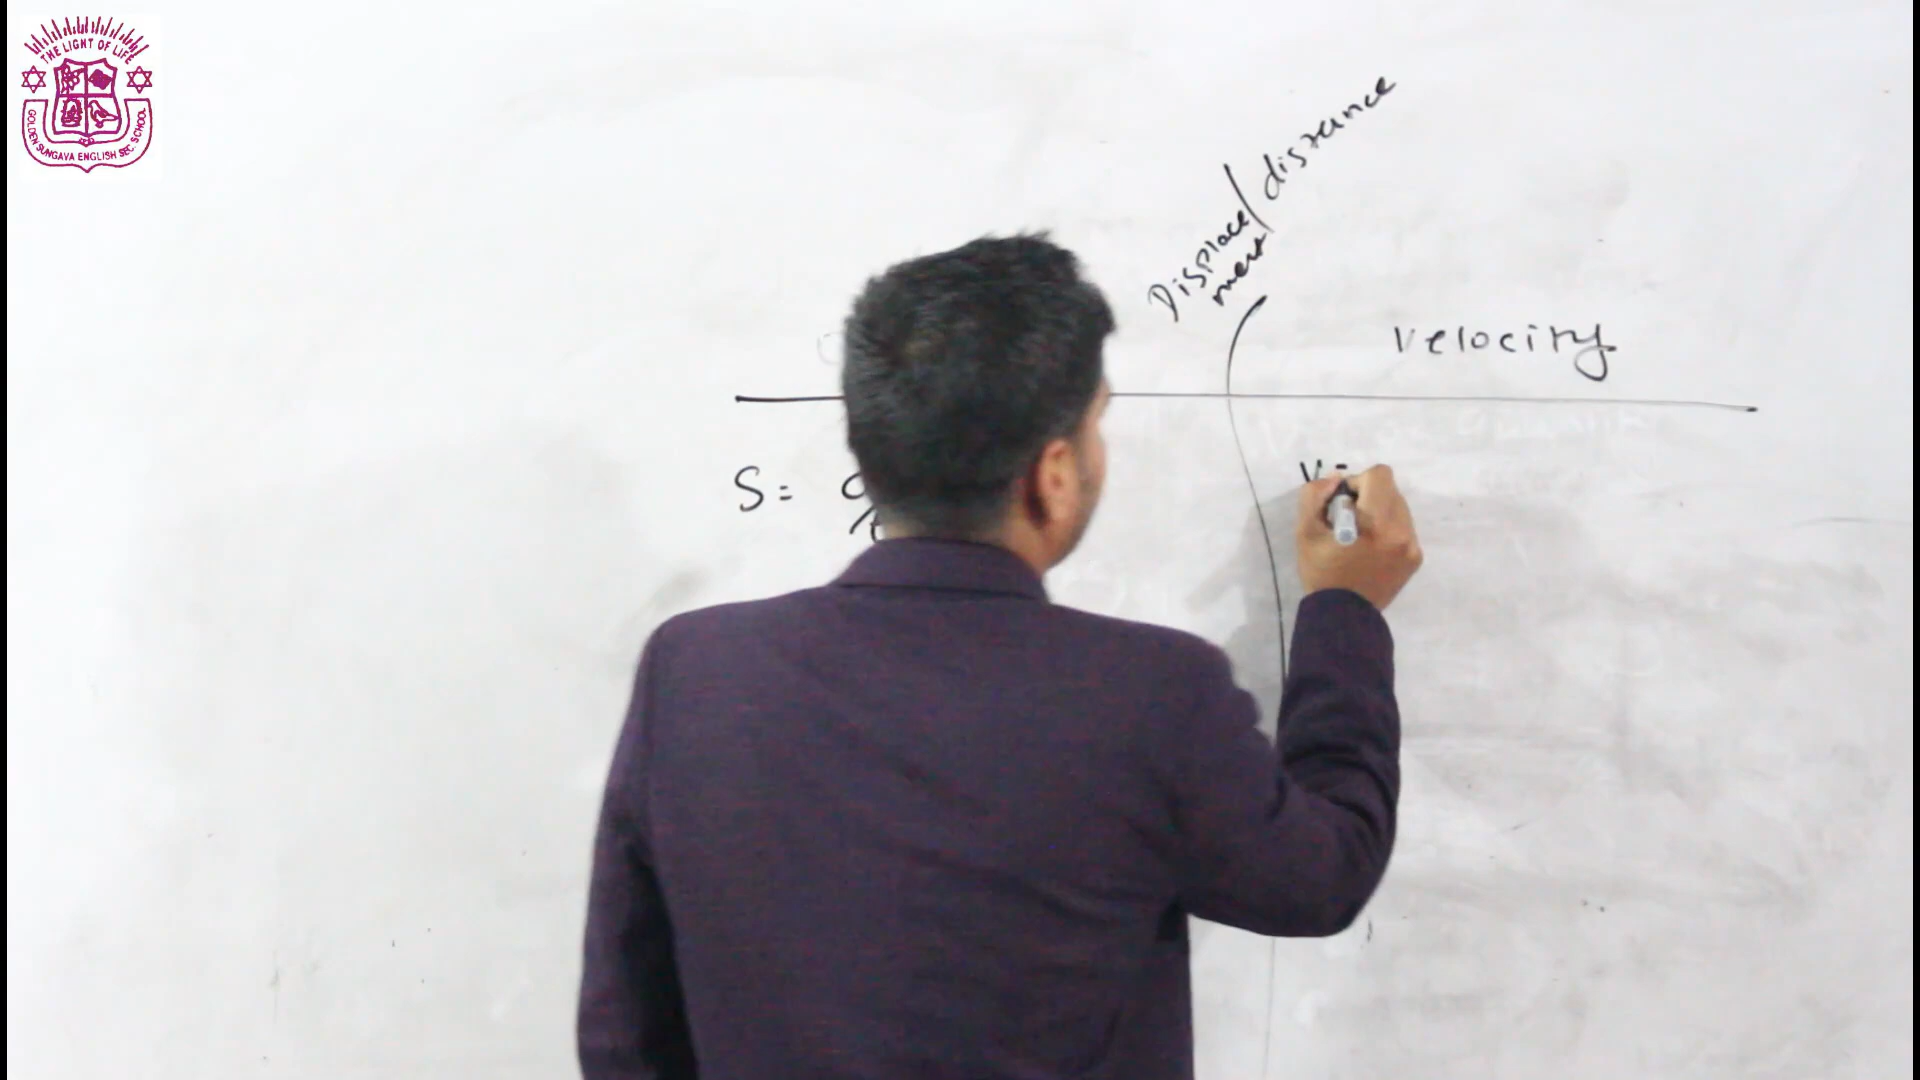 THE LIGHT OF LIFE
GOLDEN SUNGAVA ENGLISH SEC. SCHOOL
Displace/distance
ment
Velocity
S =
V =